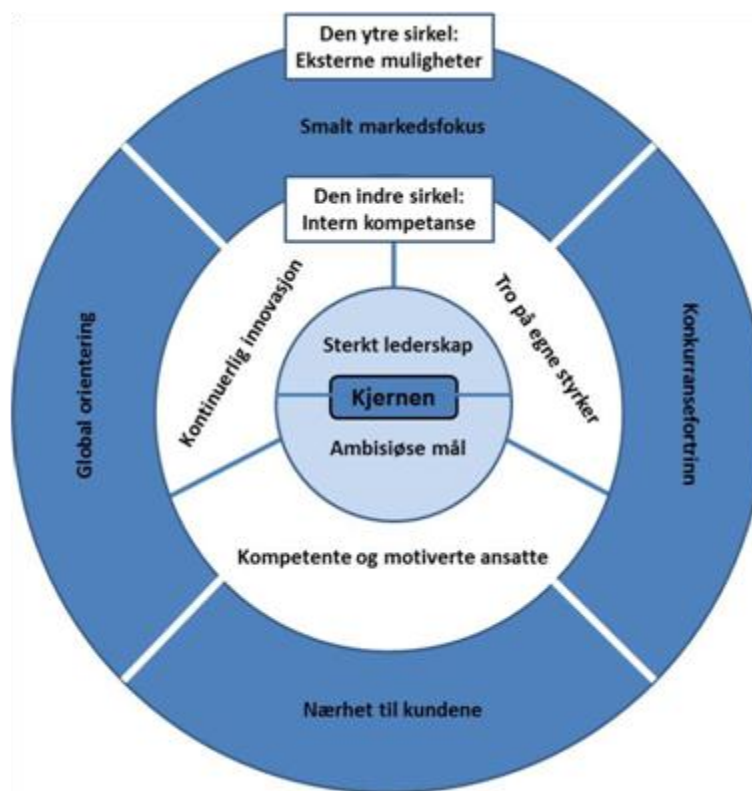 Den ytre sirkel:
Eksterne muligheter
Smalt markedsfokus
Den indre sirkel:
Intern kompetanse
Kontinuerlig innovasjon
Tro på egne styrker
Global orientering
Konkurransefortrinn
Sterkt lederskap
Kjernen
Ambisiøse mål
Kompetente og motiverte ansatte
Nærhet til kundene